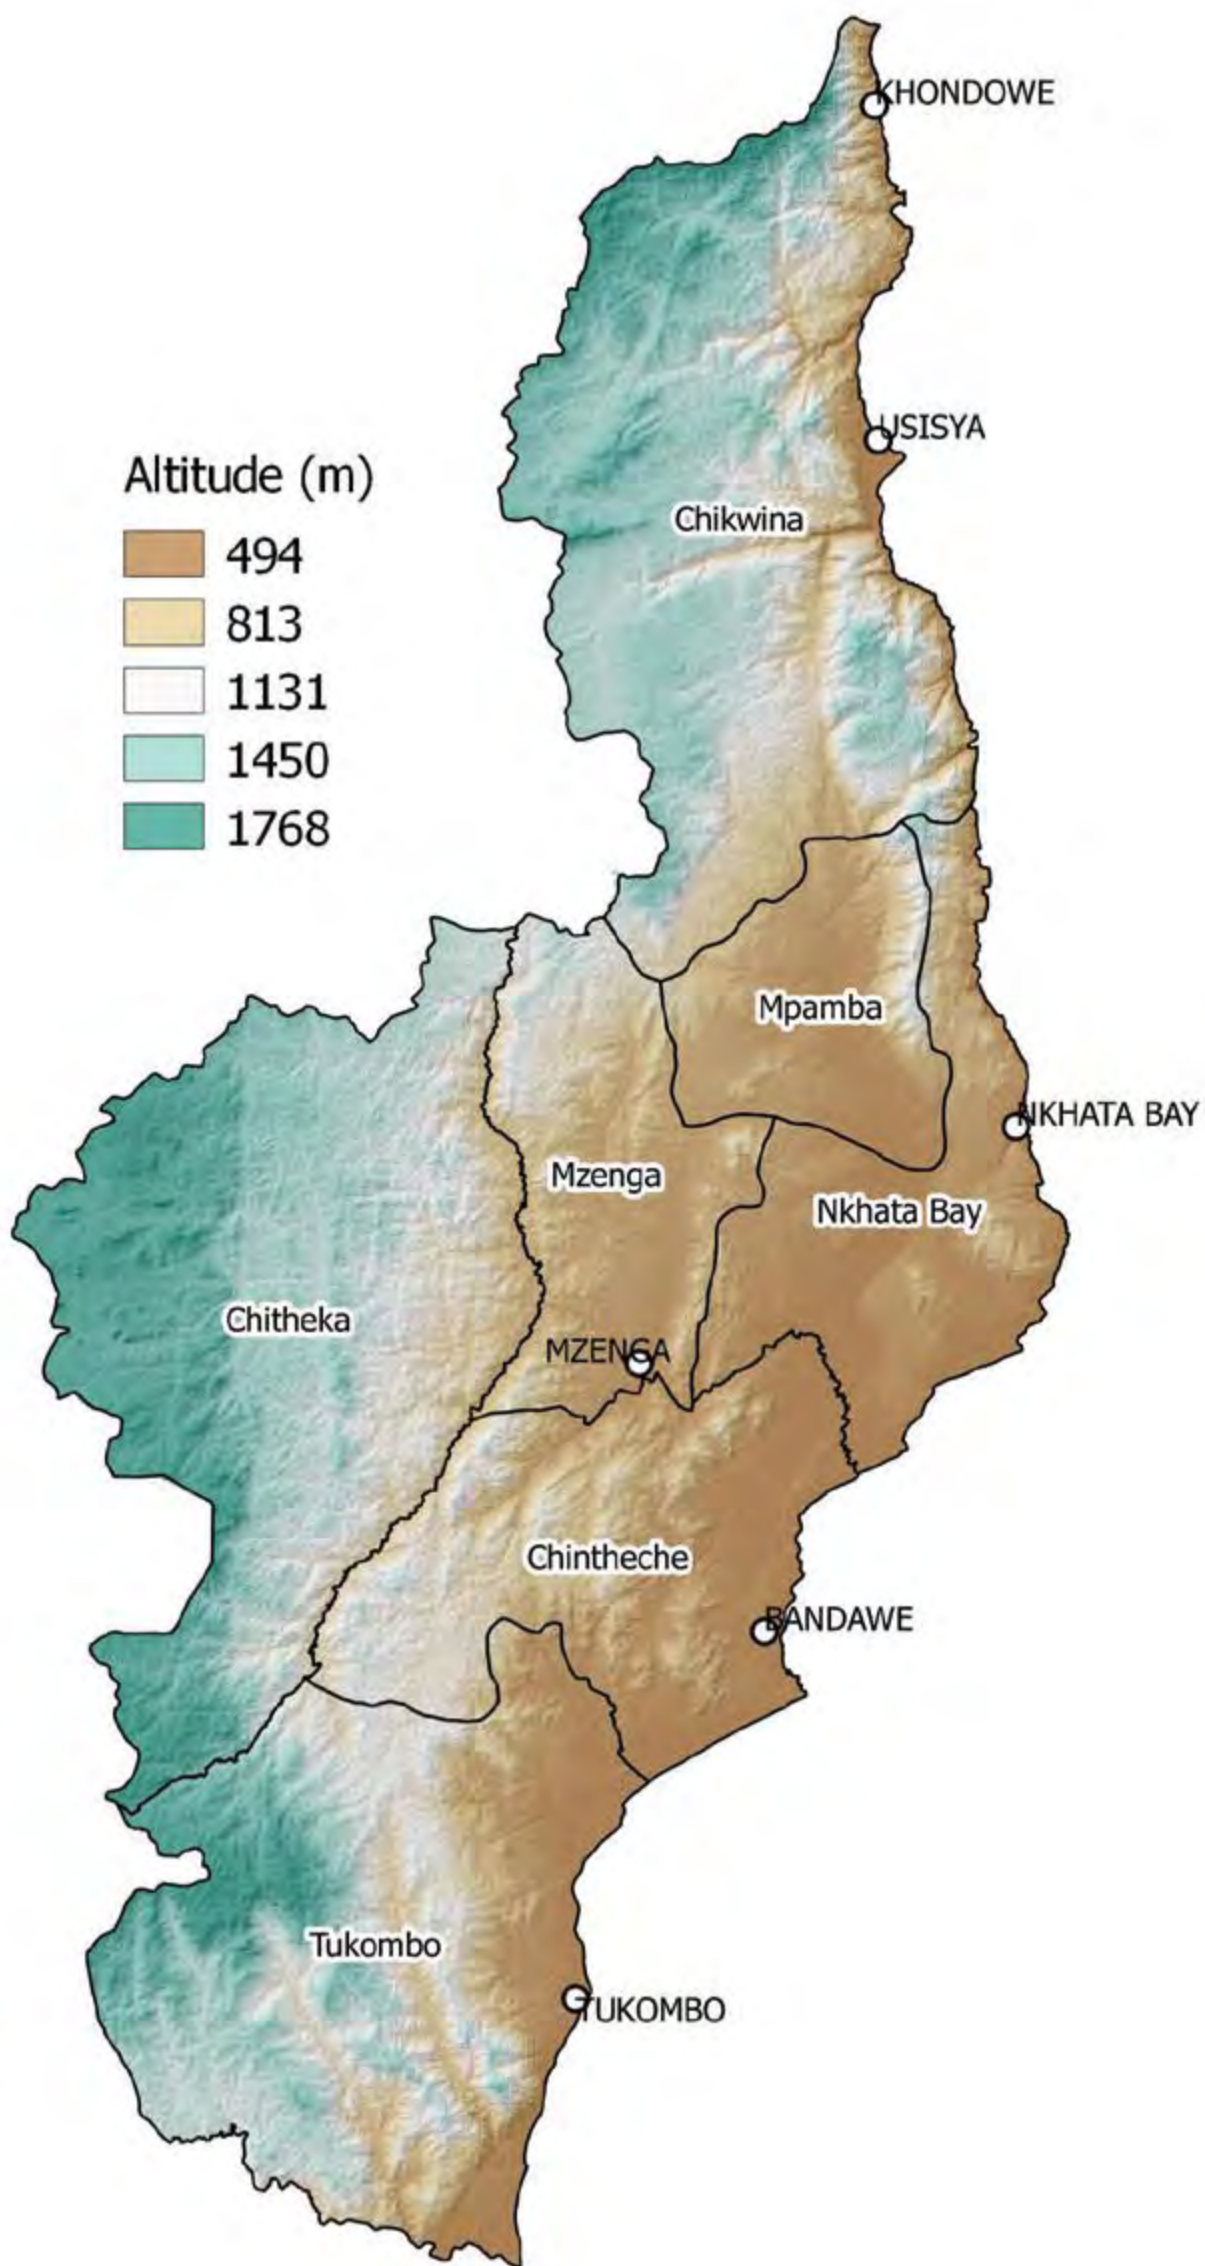 KHONDOWE
USISYA
Altitude (m)
494
813
1131
1450
1768
Chikwina
Mpamba
NKHATA BAY
Mzenga
Nkhata Bay
Chitheka
MZENGA
Chintheche
BANDAWE
Tukombo
TUKOMBO